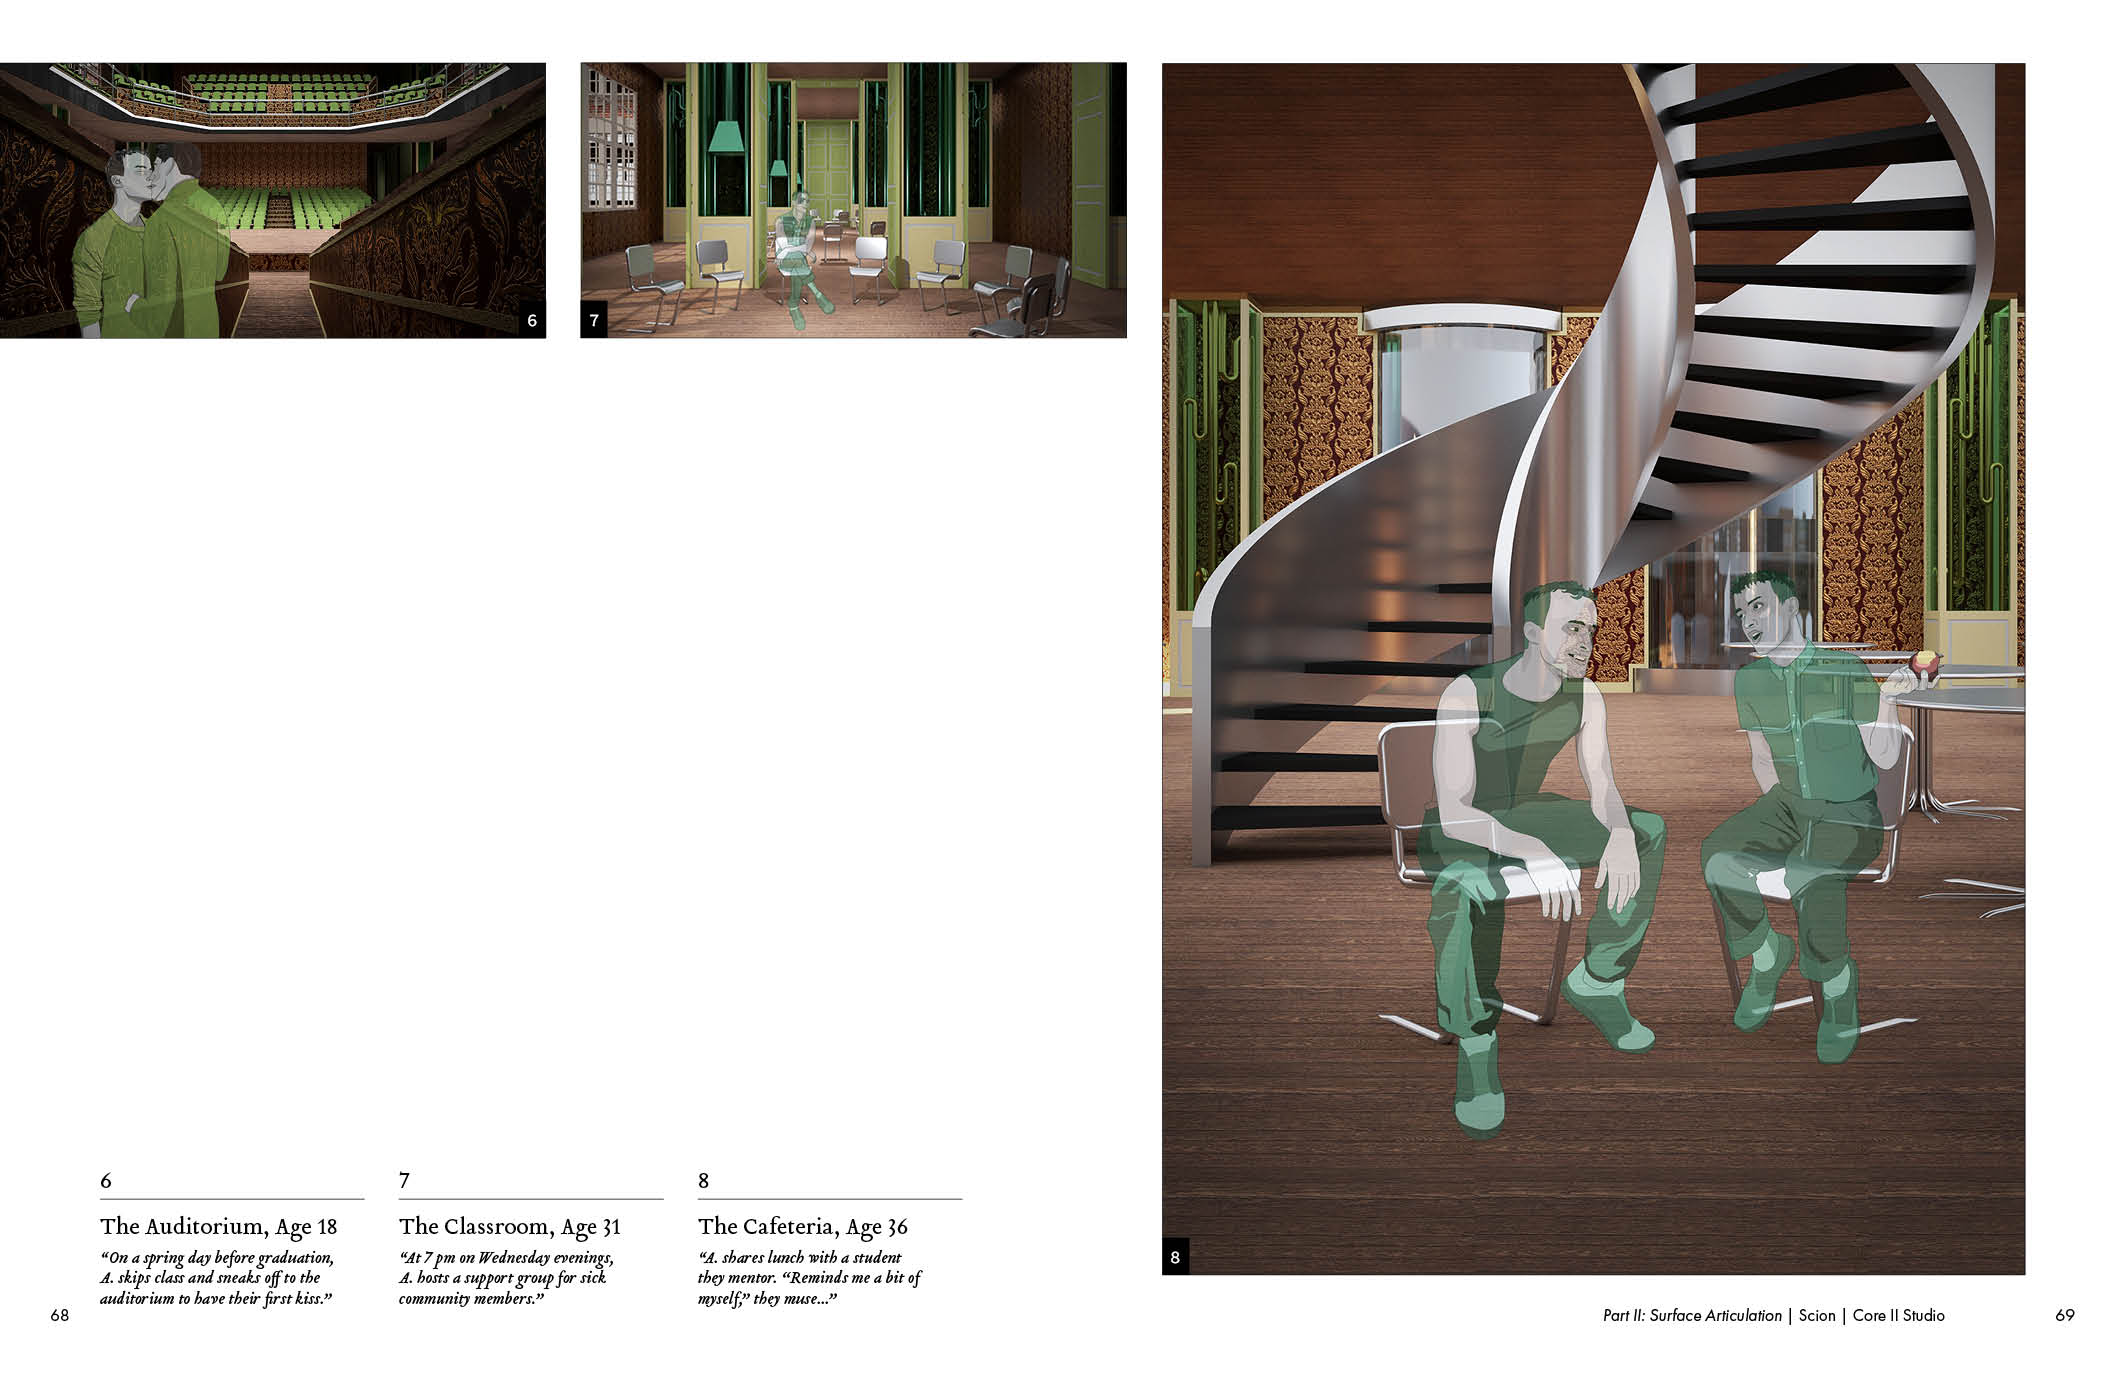 6
7
8
6
The Auditorium, Age 18
“On a spring day before graduation,
A. skips class and sneaks off to the
auditorium to have their first kiss.”
7
The Classroom, Age 31
“At 7 pm on Wednesday evenings,
A. hosts a support group for sick
community members.”
8
The Cafeteria, Age 36
“A. shares lunch with a student
they mentor. “Reminds me a bit of
myself,” they muse...”
68
Part II: Surface Articulation | Scion | Core II Studio
69